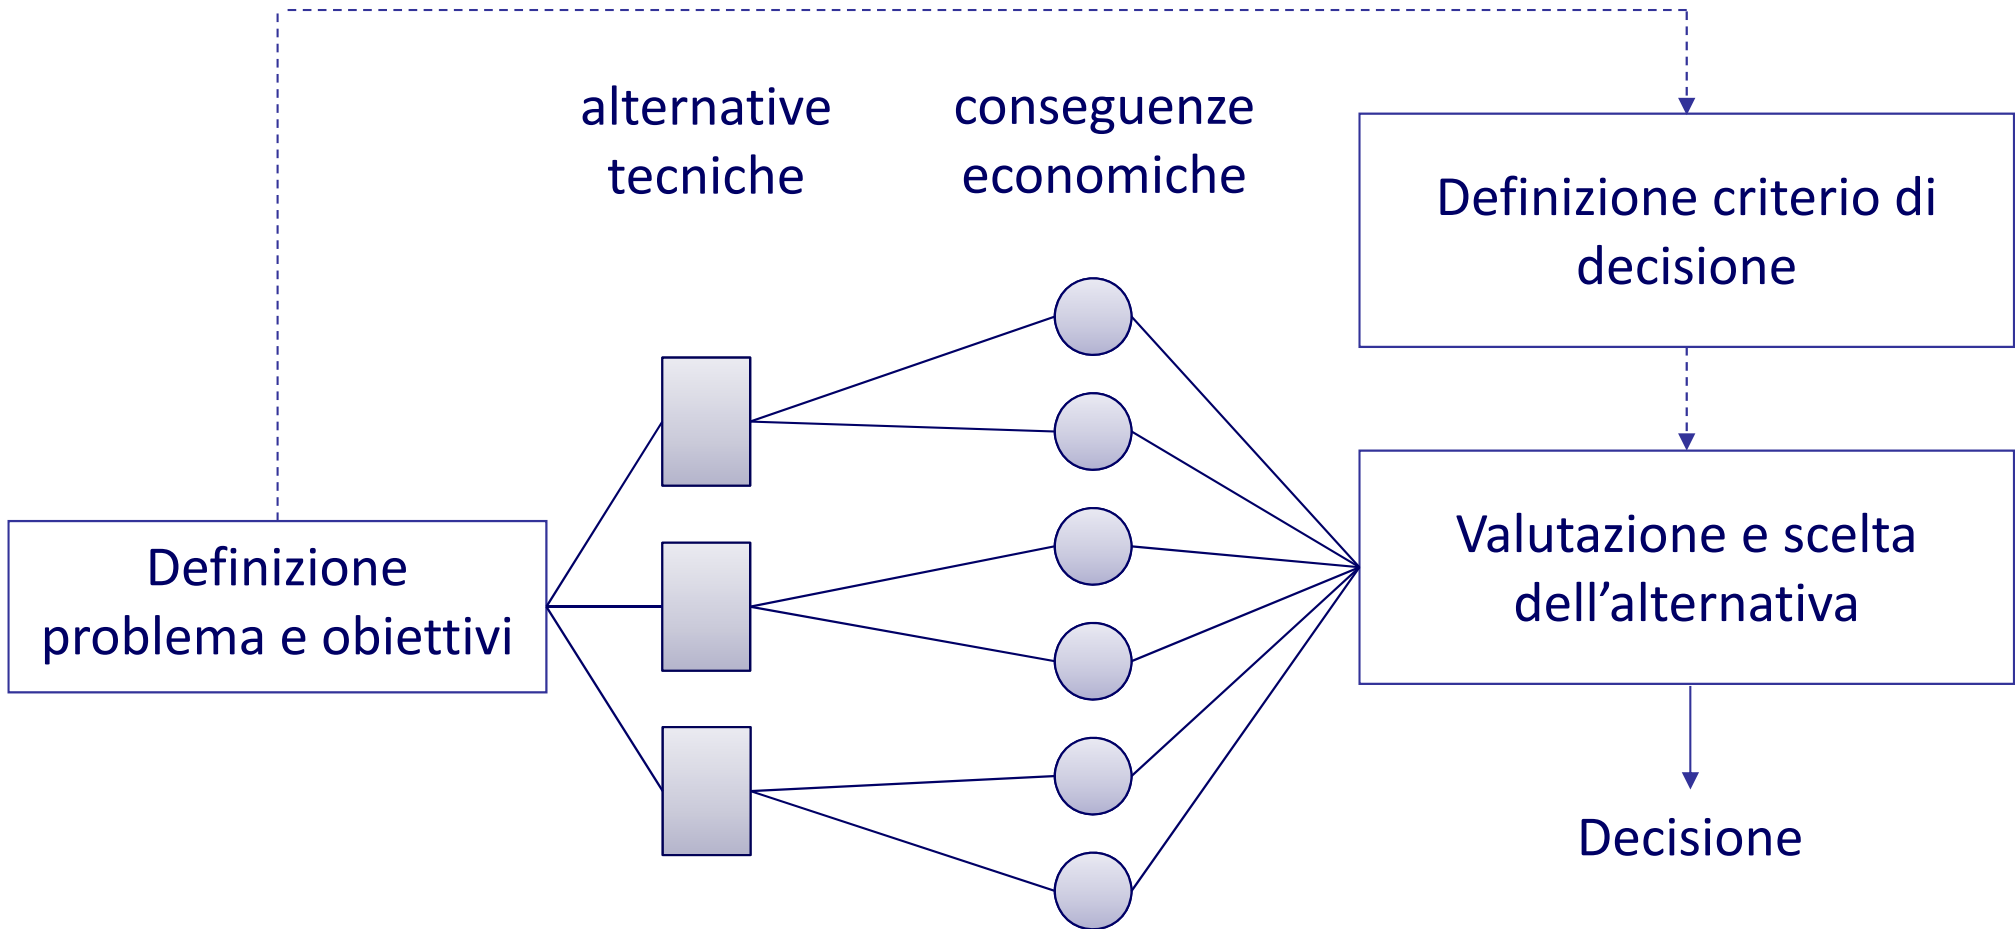 alternative
tecniche
conseguenze
economiche
Definizione criterio di
decisione
Definizione
problema e obiettivi
Valutazione e scelta
dell’alternativa
Decisione